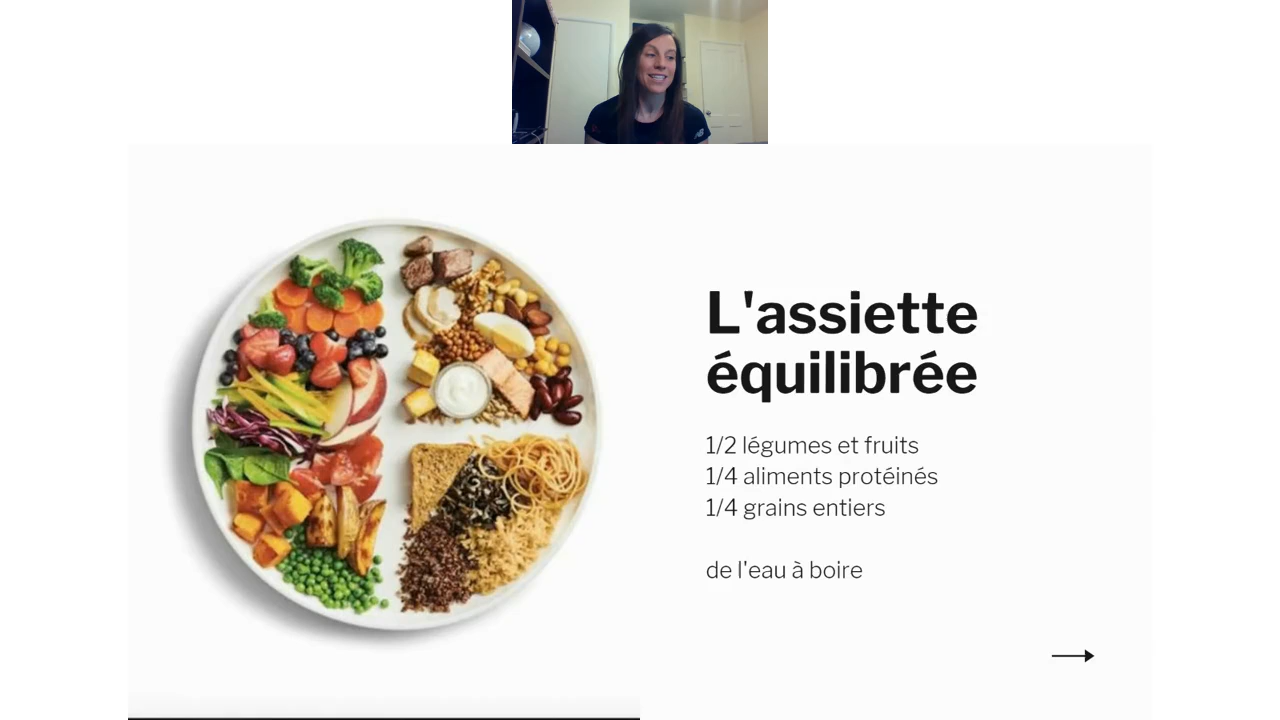 L'assiette
équilibrée
1/2 légumes et fruits
1/4 aliments protéinés
1/4 grains entiers
de l'eau à boire